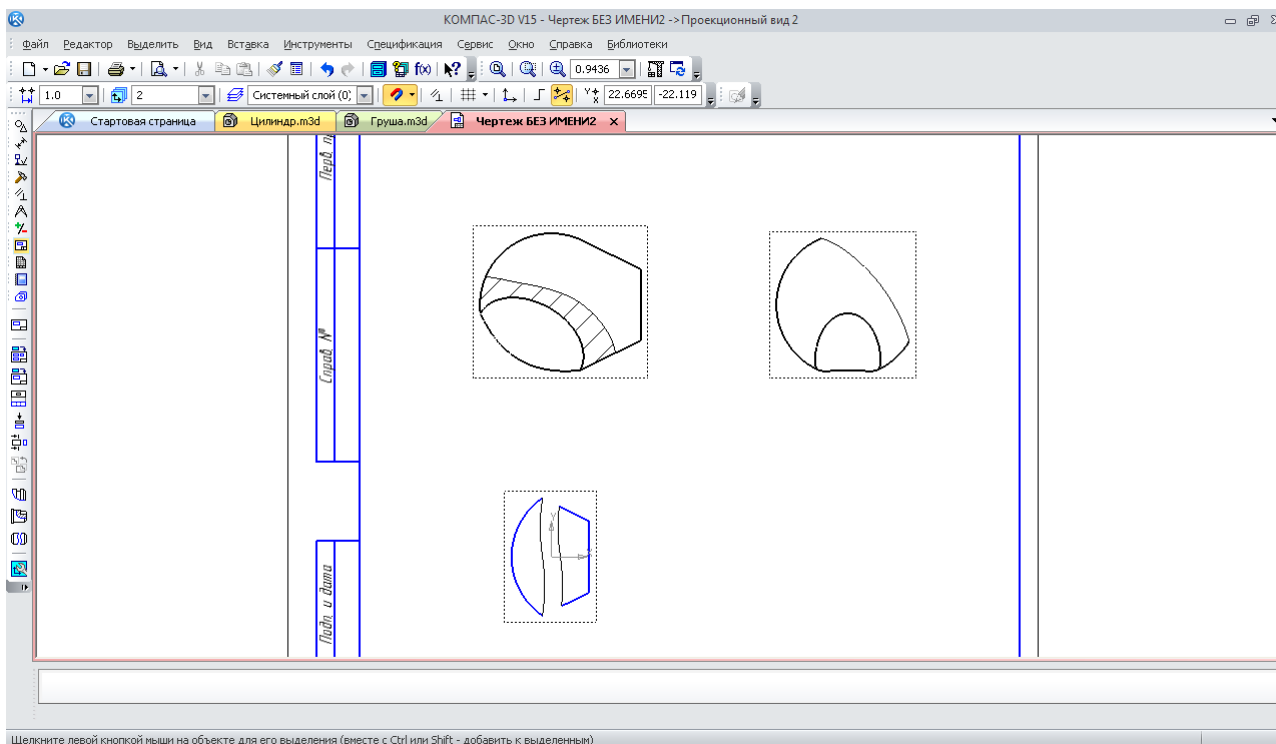 КОМПАС-3D V15 - Чертеж БЕЗ ИМЕНИ2 ->Проекционный вид 2
Файл Редактор Выделить Вид Вставка Инструменты Спецификация Сервис Окно Справка Библиотеки
0.9436
1.0 2 Системный слой (0; 22.6695 -22.119
Стартовая страница Цилиндр.m3d Груша.m3d Чертеж БЕЗ ИМЕНИ2
Перв. п
Справ. №
Подп. и дата
Y
Щелкните левой кнопкой мыши на объекте для его выделения (вместе с Ctrl или Shift - добавить к выделенным)